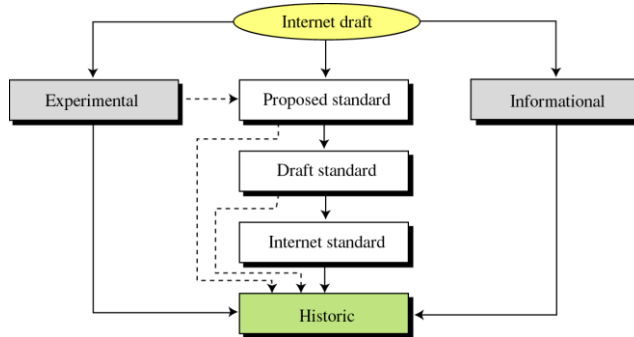 Internet draft
Experimental
Proposed standard
Informational
Draft standard
Internet standard
Historic